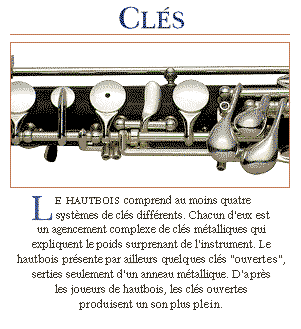 CLÉS
LE HAUTBOIS comprend au moins quatre
systèmes de clés différents. Chacun d'eux est
un agencement complexe de clés métalliques qui
expliquent le poids surprenant de l'instrument. Le
hautbois présente par ailleurs quelques clés "ouvertes",
serties seulement d'un anneau métallique. D'après
les joueurs de hautbois, les clés ouvertes
produisent un son plus plein.